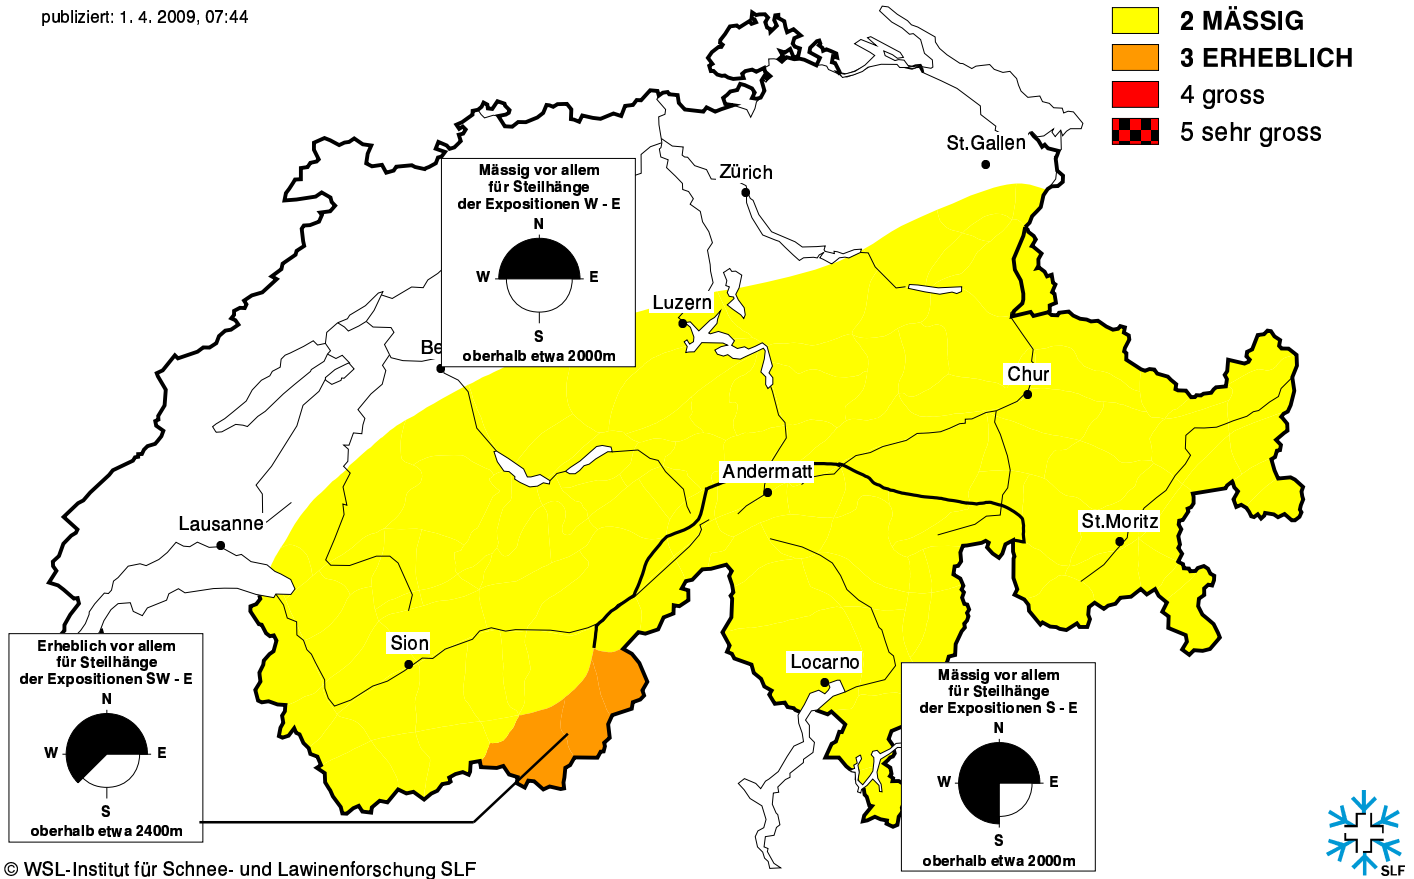 publiziert: 1. 4. 2009, 07:44
2 MÄSSIG
3 ERHEBLICH
4 gross
5 sehr gross
St.Gallen
Zürich
Mässig vor allem
für Steilhänge
der Expositionen W - E
N
W E
S
oberhalb etwa 2000m
Luzern
Be
Chur
Andermatt
Lausanne
St.Moritz
Sion
Locarno
Erheblich vor allem
für Steilhänge
der Expositionen SW - E
N
W E
S
oberhalb etwa 2400m
Mässig vor allem
für Steilhänge
der Expositionen S - E
N
W E
S
oberhalb etwa 2000m
© WSL-Institut für Schnee- und Lawinenforschung SLF
SLF